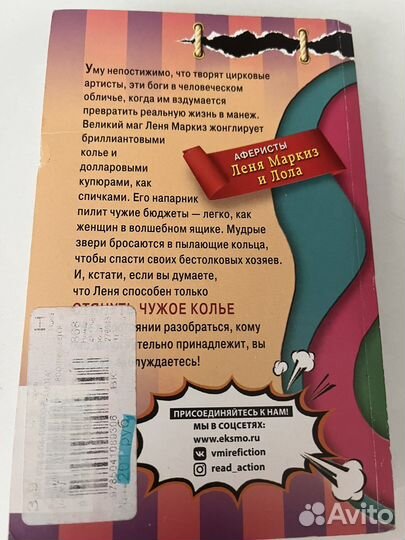 Уму непостижимо, что творят цирковые
артисты, эти боги в человеческом
обличье, когда им вздумается
превратить реальную жизнь в манеж.
Великий маг Леня Маркиз жонглирует
бриллиантовыми
колье и
долларовыми
купюрами, как
спичками. Его напарник
пилит чужие бюджеты — легко, как
женщин в волшебном ящике. Мудрые
звери бросаются в пылающие кольца,
чтобы спасти своих бестолковых хозяев.
И, кстати, если вы думаете,
что Леня способен только
ЧУЖОЕ КОЛЬЕ
разобраться, кому
принадлежит, вы
АФЕРИСТЫ
Леня Маркиз
и Лола
ПРИСОЕДИНЯЙТЕСЬ К НАМ!
МЫ В СОЦСЕТЯХ:
www.eksmo.ru
vmirefiction
read_action
Avito